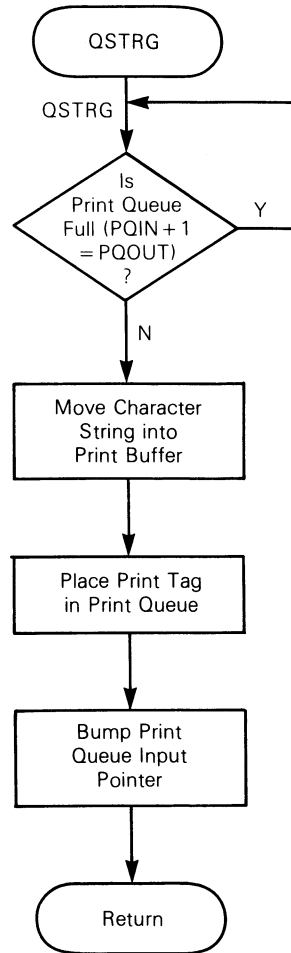 QSTRG
QSTRG
Is
Print Queue
Full (PQIN + 1
= PQOUT)
?
Y
N
Move Character
String into
Print Buffer
Place Print Tag
in Print Queue
Bump Print
Queue Input
Pointer
Return